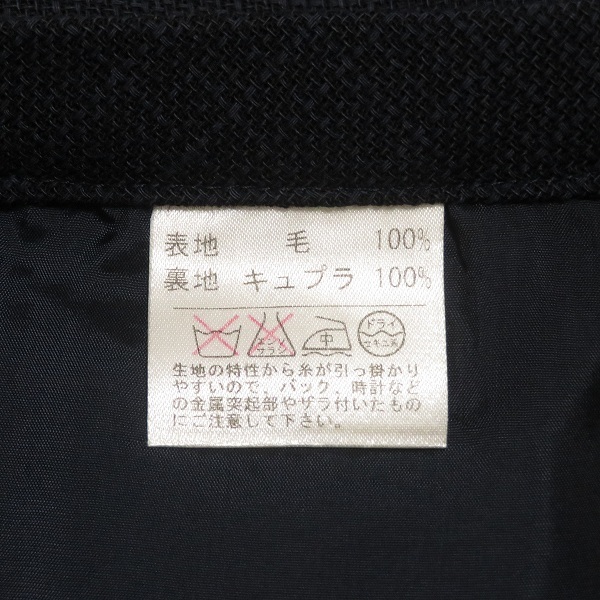 表地 毛 100%
裏地 キュプラ 100%
エンソ サラシ 中 ドライ セキユ系
生地の特性から糸が引っ掛かり
やすいので、バック、時計など
の金属突起部やザラ付いたもの
にご注意して下さい。